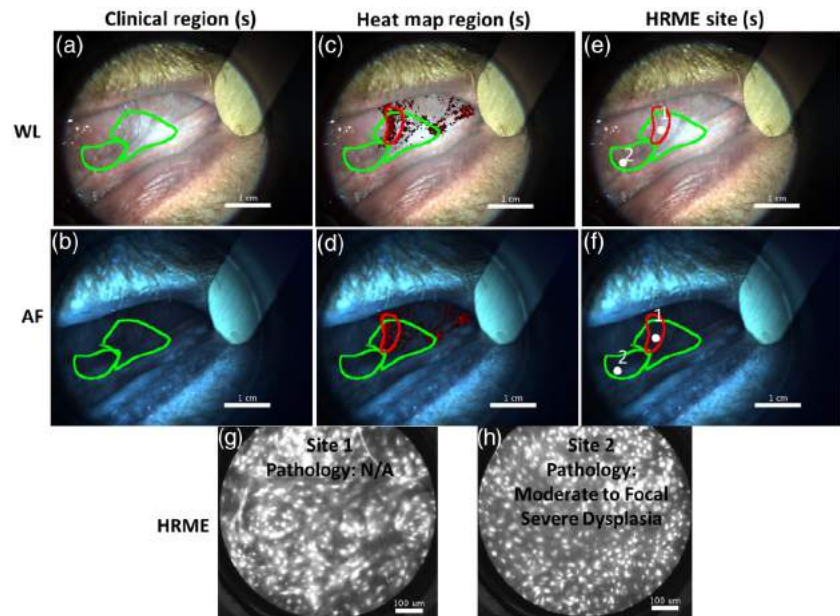 Clinical region (s)
Heat map region (s)
HRME site (s)
WL
(a)
(c)
(e)
1
2
1 cm
1 cm
1 cm
AF
(b)
(d)
(f)
1
2
1 cm
1 cm
1 cm
HRME
(g)
Site 1
Pathology: N/A
100 um
(h)
Site 2
Pathology:
Moderate to Focal
Severe Dysplasia
100 um